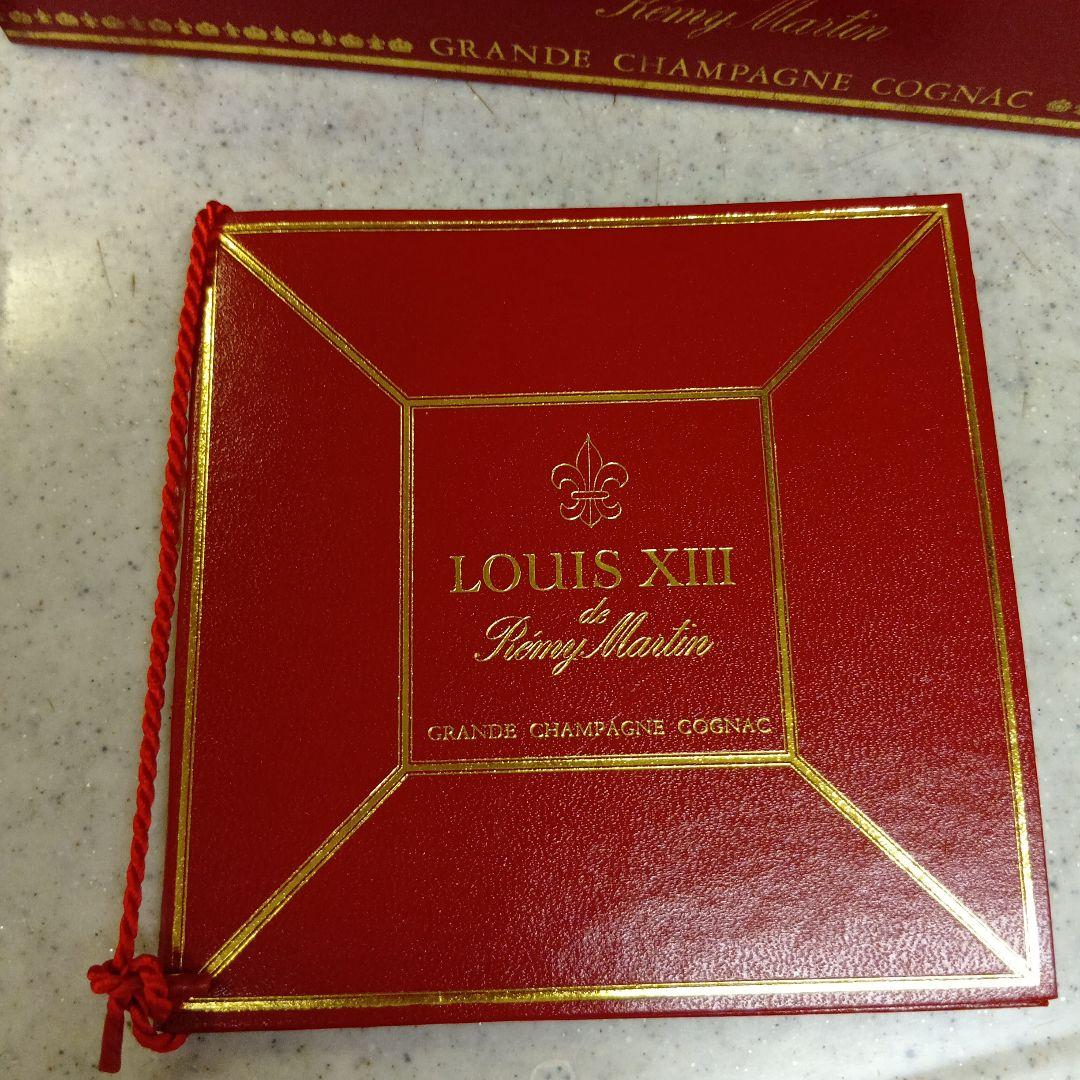 Rémy Martin
GRANDE CHAMPAGNE COGNAC
LOUIS XIII
de
Rémy Martin
GRANDE CHAMPAGNE COGNAC